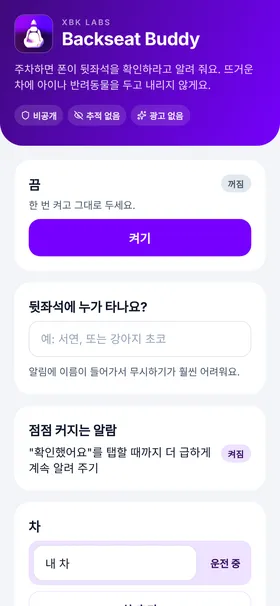 XBK LABS
Backseat Buddy
주차하면 폰이 뒷좌석을 확인하라고 알려 줘요. 뜨거운
차에 아이나 반려동물을 두고 내리지 않게요.
비공개
추적 없음
광고 없음
끔
꺼짐
한 번 켜고 그대로 두세요.
켜기
뒷좌석에 누가 타나요?
예: 서연, 또는 강아지 초코
알림에 이름이 들어가서 무시하기가 훨씬 어려워요.
점점 커지는 알람
"확인했어요"를 탭할 때까지 더 급하게
계속 알려 주기
켜짐
차
내 차
운전 중